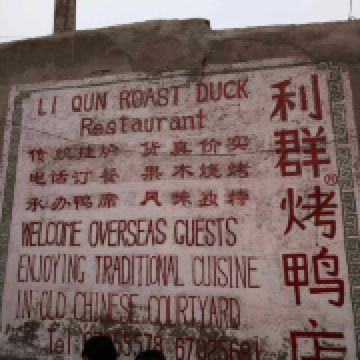 LI QUN ROAST DUCK
Restaurant
传统挂炉 货真价实
电话订餐 果木烧烤
承办鸭席 风味独特
WELCOME OVERSEAS GUESTS
ENJOYING TRADITIONAL CUISINE
IN OLD CHINESE COURTYARD
Tel:
利群®烤鸭店